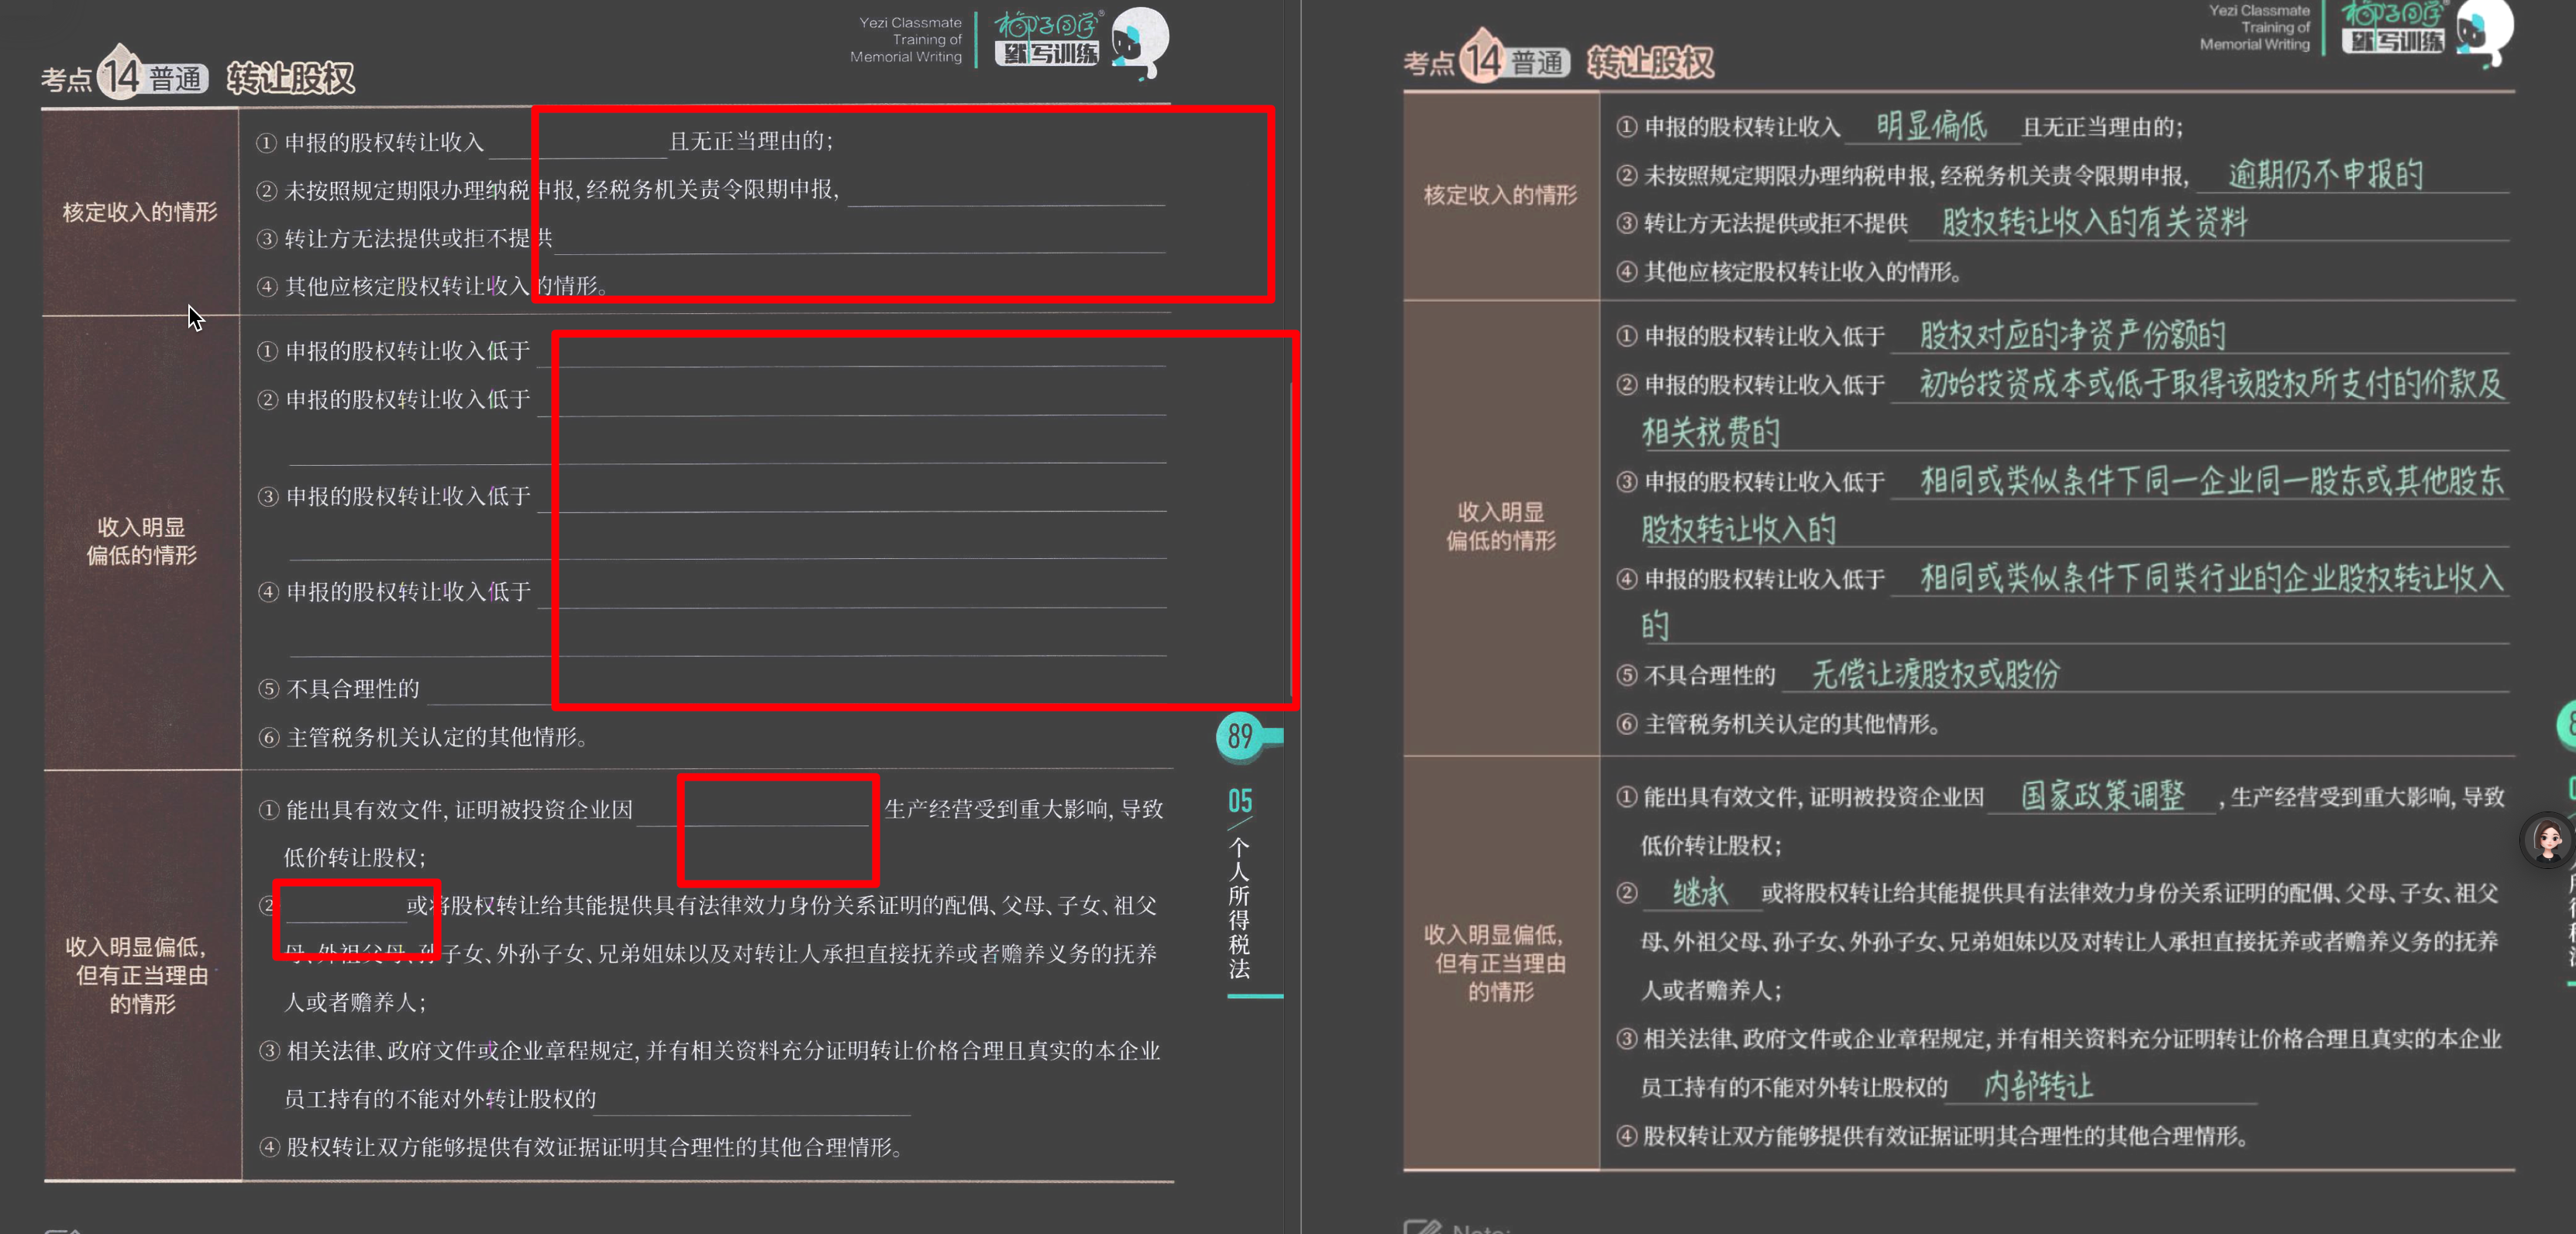 Yezi Classmate
Training of
Memorial Writing
椰子同学®
默写训练
考点 14 普通 转让股权
核定收入的情形
① 申报的股权转让收入 且无正当理由的;
② 未按照规定期限办理纳税申报, 经税务机关责令限期申报,
③ 转让方无法提供或拒不提供
④ 其他应核定股权转让收入的情形。
收入明显
偏低的情形
① 申报的股权转让收入低于
② 申报的股权转让收入低于
③ 申报的股权转让收入低于
④ 申报的股权转让收入低于
⑤ 不具合理性的
⑥ 主管税务机关认定的其他情形。
收入明显偏低,
但有正当理由
的情形
① 能出具有效文件, 证明被投资企业因 生产经营受到重大影响, 导致
低价转让股权;
② 或将股权转让给其能提供具有法律效力身份关系证明的配偶、父母、子女、祖父
母、外祖父母、孙子女、外孙子女、兄弟姐妹以及对转让人承担直接抚养或者赡养义务的抚养
人或者赡养人;
③ 相关法律、政府文件或企业章程规定, 并有相关资料充分证明转让价格合理且真实的本企业
员工持有的不能对外转让股权的
④ 股权转让双方能够提供有效证据证明其合理性的其他合理情形。
89
05
个人所得税法
Yezi Classmate
Training of
Memorial Writing
椰子同学
默写训练
考点 14 普通 转让股权
核定收入的情形
① 申报的股权转让收入 明显偏低 且无正当理由的;
② 未按照规定期限办理纳税申报, 经税务机关责令限期申报, 逾期仍不申报的
③ 转让方无法提供或拒不提供 股权转让收入的有关资料
④ 其他应核定股权转让收入的情形。
收入明显
偏低的情形
① 申报的股权转让收入低于 股权对应的净资产份额的
② 申报的股权转让收入低于 初始投资成本或低于取得该股权所支付的价款及
相关税费的
③ 申报的股权转让收入低于 相同或类似条件下同一企业同一股东或其他股东
股权转让收入的
④ 申报的股权转让收入低于 相同或类似条件下同类行业的企业股权转让收入
的
⑤ 不具合理性的 无偿让渡股权或股份
⑥ 主管税务机关认定的其他情形。
收入明显偏低,
但有正当理由
的情形
① 能出具有效文件, 证明被投资企业因 国家政策调整 , 生产经营受到重大影响, 导致
低价转让股权;
② 继承 或将股权转让给其能提供具有法律效力身份关系证明的配偶、父母、子女、祖父
母、外祖父母、孙子女、外孙子女、兄弟姐妹以及对转让人承担直接抚养或者赡养义务的抚养
人或者赡养人;
③ 相关法律、政府文件或企业章程规定, 并有相关资料充分证明转让价格合理且真实的本企业
员工持有的不能对外转让股权的 内部转让
④ 股权转让双方能够提供有效证据证明其合理性的其他合理情形。